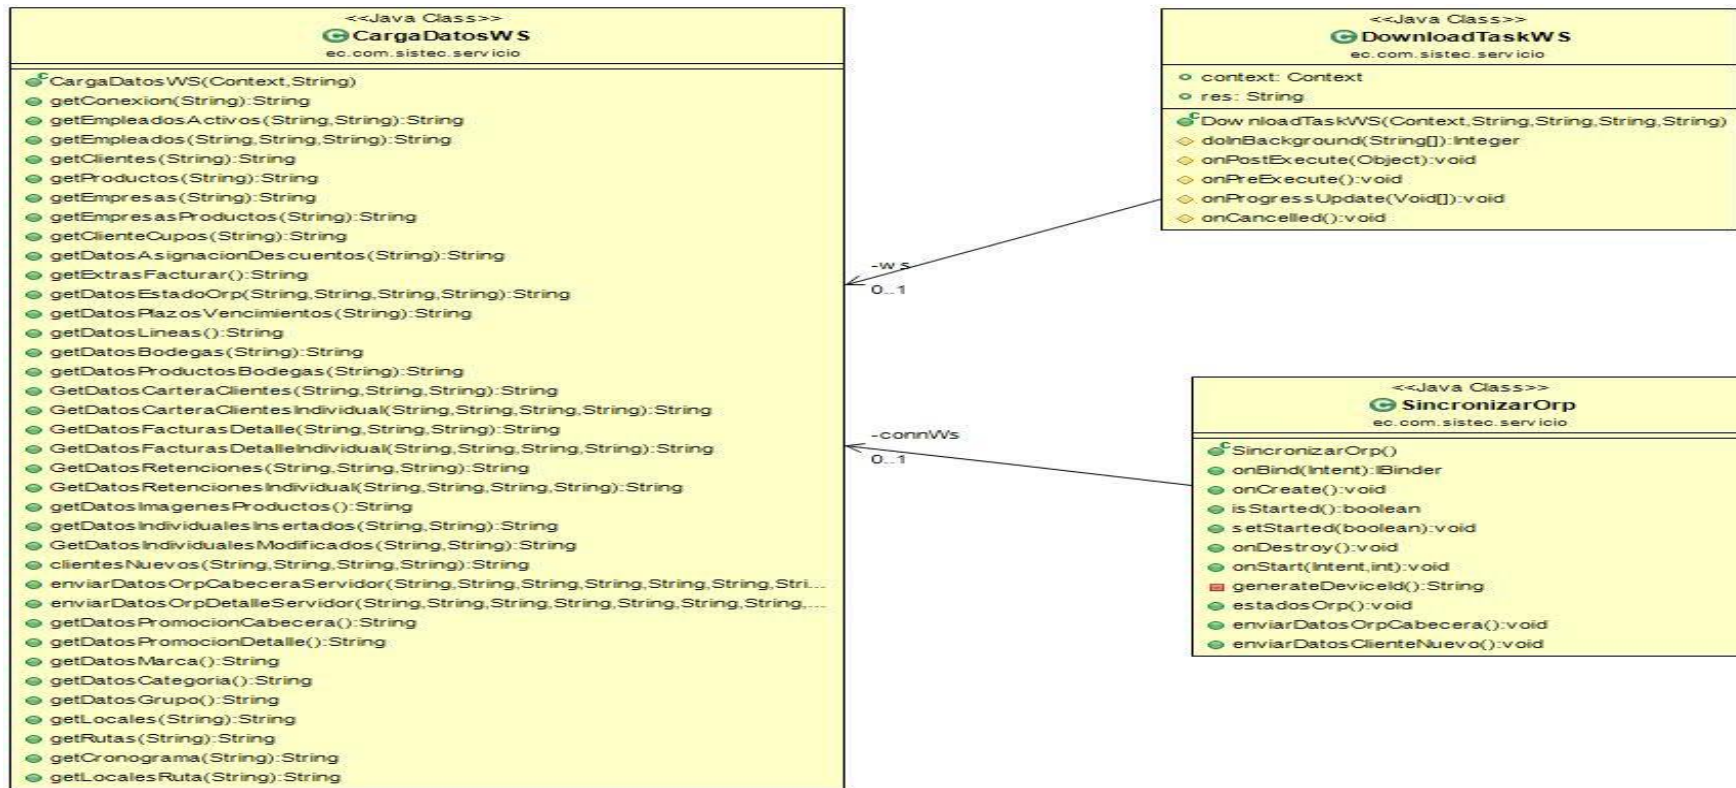 <<Java Class>>
CargaDatosWS
ec.com.sistec.servicio
CargaDatosWS(Context,String)
getConexion(String):String
getEmpleadosActivos(String,String):String
getEmpleados(String,String,String):String
getClientes(String):String
getProductos(String):String
getEmpresas(String):String
getEmpresasProductos(String):String
getClienteCupos(String):String
getDatosAsignacionDescuentos(String):String
getExtrasFacturar():String
getDatosEstadoOrp(String,String,String,String):String
getDatosPlazosVencimientos(String):String
getDatosLineas():String
getDatosBodegas(String):String
getDatosProductosBodegas(String):String
GetDatosCarteraClientes(String,String,String):String
GetDatosCarteraClientesIndividual(String,String,String,String):String
GetDatosFacturasDetalle(String,String,String):String
GetDatosFacturasDetalleIndividual(String,String,String,String):String
GetDatosRetenciones(String,String,String):String
GetDatosRetencionesIndividual(String,String,String,String):String
getDatosImagenesProductos():String
getDatosIndividualesInsertados(String,String):String
GetDatosIndividualesModificados(String,String):String
clientesNuevos(String,String,String,String):String
enviarDatosOrpCabeceraServidor(String,String,String,String,String,String,Stri...
enviarDatosOrpDetalleServidor(String,String,String,String,String,String,String,...
getDatosPromocionCabecera():String
getDatosPromocionDetalle():String
getDatosMarca():String
getDatosCategoria():String
getDatosGrupo():String
getLocales(String):String
getRutas(String):String
getCronograma(String):String
getLocalesRuta(String):String
-ws
0..1
-connWs
0..1
<<Java Class>>
DownloadTaskWS
ec.com.sistec.servicio
context: Context
res: String
DownloadTaskWS(Context,String,String,String,String)
doInBackground(String[]):Integer
onPostExecute(Object):void
onPreExecute():void
onProgressUpdate(Void[]):void
onCancelled():void
<<Java Class>>
SincronizarOrp
ec.com.sistec.servicio
SincronizarOrp()
onBind(Intent):IBinder
onCreate():void
isStarted():boolean
setStarted(boolean):void
onDestroy():void
onStart(Intent,int):void
generateDeviceId():String
estadosOrp():void
enviarDatosOrpCabecera():void
enviarDatosClienteNuevo():void